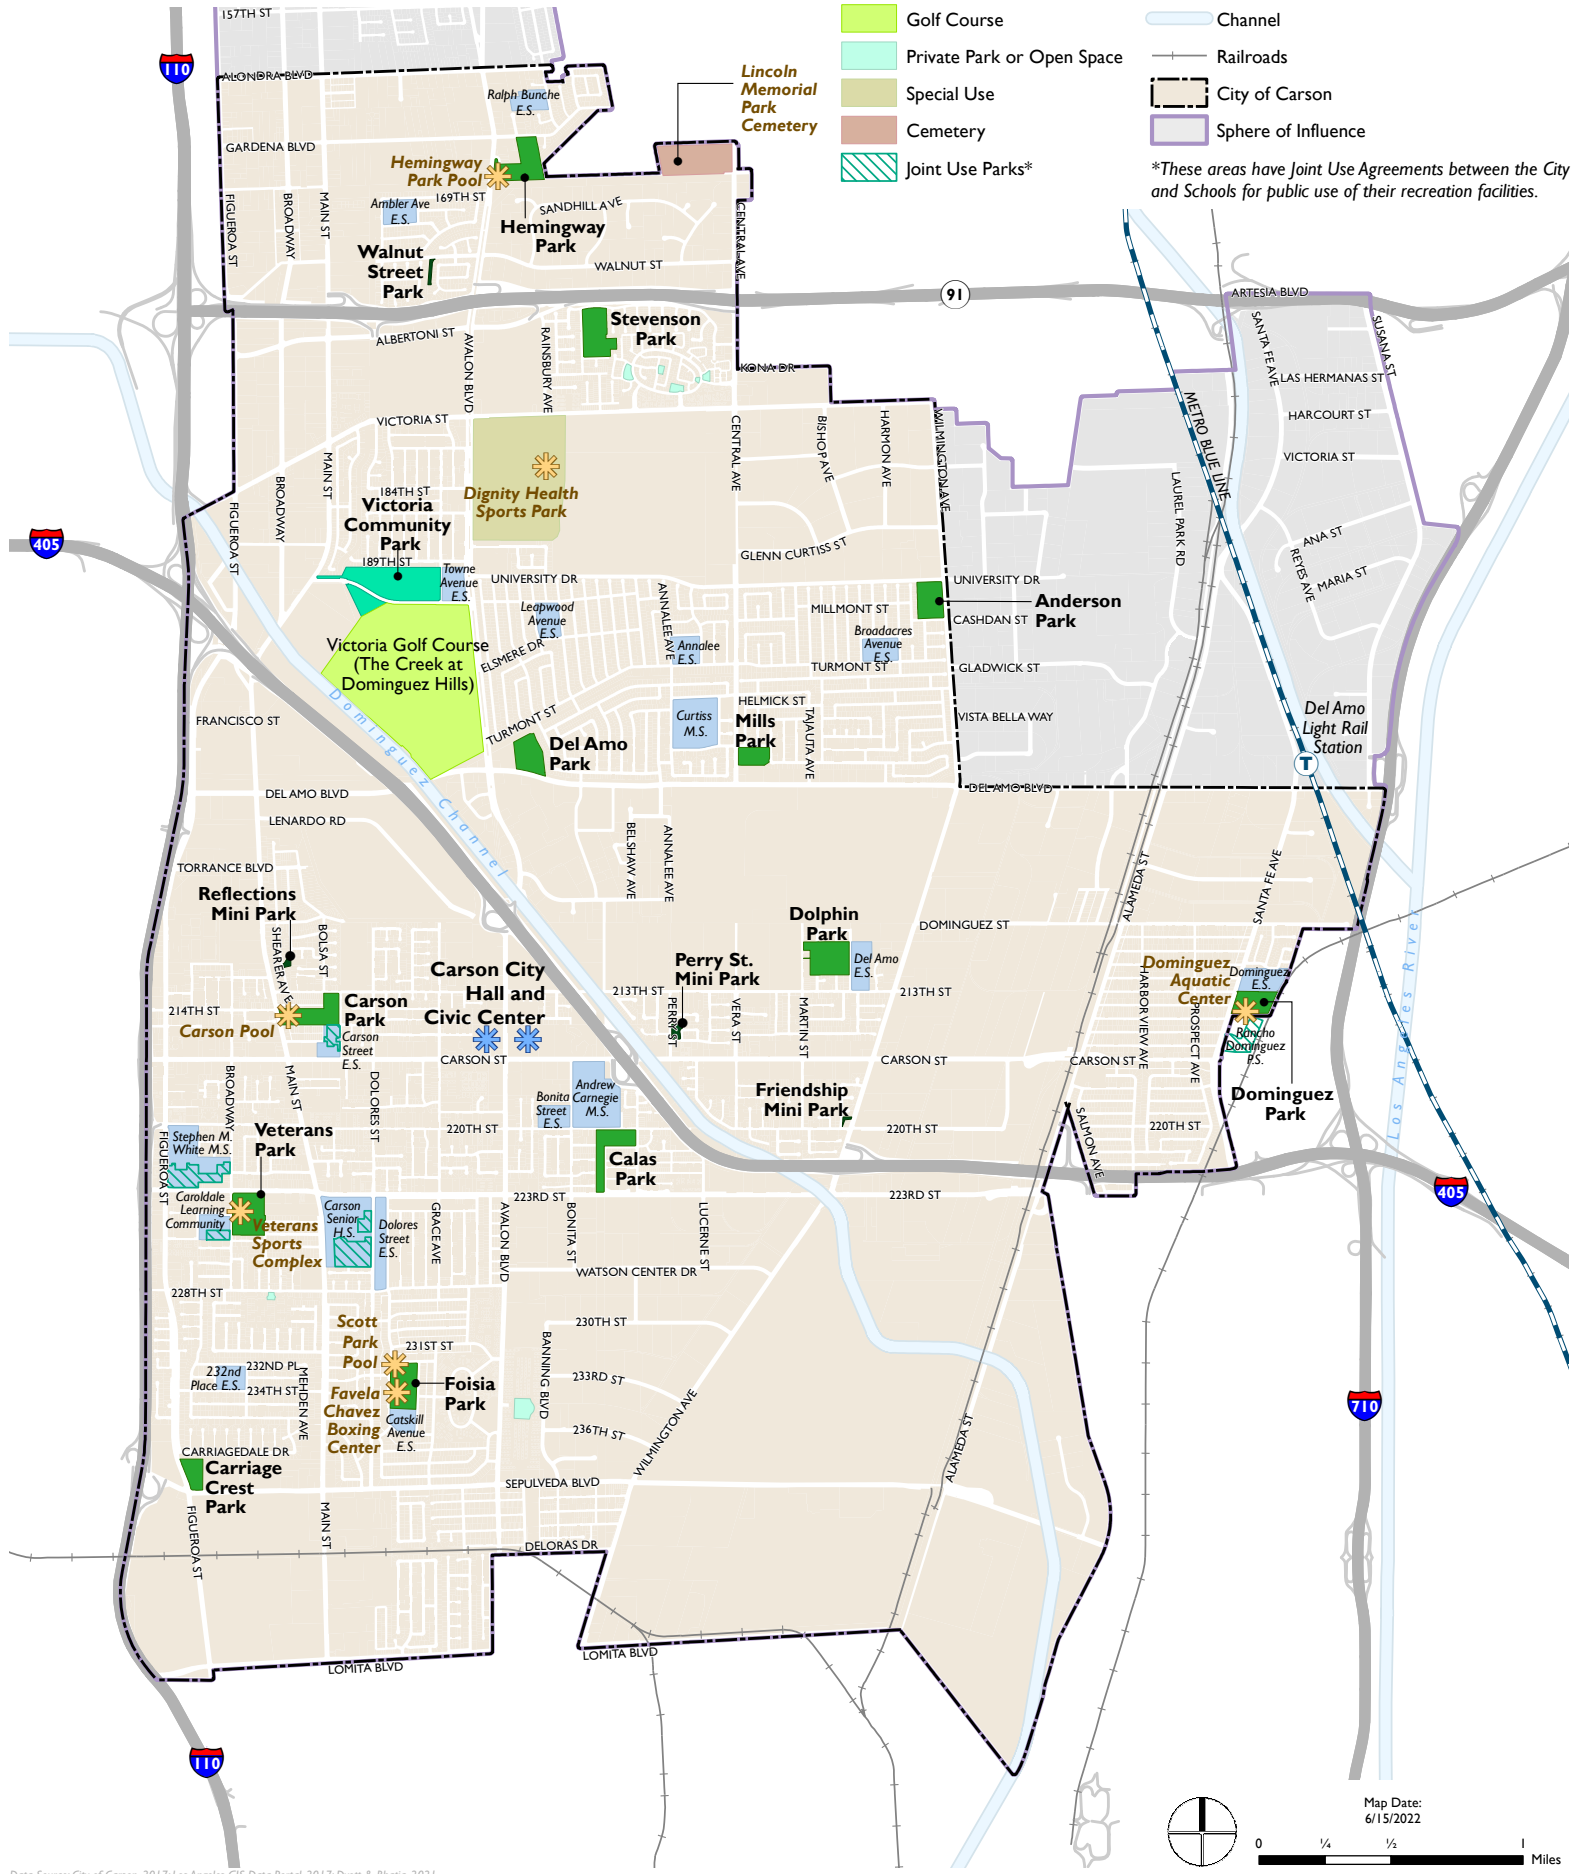 157TH ST
110
ALONDRA BLVD
Golf Course
Private Park or Open Space
Special Use
Cemetery
Joint Use Parks*
Channel
Railroads
City of Carson
Sphere of Influence
*These areas have Joint Use Agreements between the City
and Schools for public use of their recreation facilities.
Lincoln
Memorial
Park
Cemetery
Ralph Bunche
E.S.
GARDENA BLVD
Hemingway
Park Pool
169TH ST
Ambler Ave
E.S.
SANDHILL AVE
Hemingway
Park
FIGUEROA ST
BROADWAY
MAIN ST
CENTRAL AVE
Walnut
Street
Park
WALNUT ST
91
ARTESIA BLVD
ALBERTONI ST
AVALON BLVD
RAINSBURY AVE
Stevenson
Park
KONA DR
SANTA FE AVE
SUSANA ST
LAS HERMANAS ST
HARCOURT ST
VICTORIA ST
METRO BLUE LINE
VICTORIA ST
MAIN ST
CENTRAL AVE
BISHOP AVE
HARMON AVE
WILMINGTON AVE
LAUREL PARK RD
184TH ST
Dignity Health
Sports Park
Victoria
Community
Park
BROADWAY
FIGUEROA ST
405
189TH ST
Towne
Avenue
E.S.
UNIVERSITY DR
GLENN CURTISS ST
ANA ST
REYES AVE
MARIA ST
UNIVERSITY DR
Leapwood
Avenue
E.S.
ANNALEE AVE
MILLMONT ST
CASHDAN ST
Anderson
Park
Victoria Golf Course
(The Creek at
Dominguez Hills)
ELSMERE DR
Annalee
E.S.
Broadacres
Avenue
E.S.
TURMONT ST
GLADWICK ST
Dominguez Channel
HELMICK ST
FRANCISCO ST
TURMONT ST
Curtiss
M.S.
Mills
Park
TAJAUTA AVE
VISTA BELLA WAY
Del Amo
Light Rail
Station
T
Del Amo
Park
DEL AMO BLVD
DEL AMO BLVD
LENARDO RD
BELSHAW AVE
ANNALEE AVE
TORRANCE BLVD
ALAMEDA ST
SANTA FE AVE
Reflections
Mini Park
SHEARER AVE
BOLSA ST
Dolphin
Park
DOMINGUEZ ST
Del Amo
E.S.
Carson City
Hall and
Civic Center
Perry St.
Mini Park
213TH ST
213TH ST
PERRY ST
VERA ST
MARTIN ST
Dominguez
Aquatic
Center
Dominguez
E.S.
HARBOR VIEW AVE
PROSPECT AVE
Los Angeles River
214TH ST
Carson
Park
Carson Pool
Carson
Street
E.S.
CARSON ST
CARSON ST
CARSON ST
Rancho
Dominguez
P.S.
Dominguez
Park
BROADWAY
MAIN ST
DOLORES ST
Andrew
Carnegie
M.S.
Bonita
Street
E.S.
Friendship
Mini Park
220TH ST
220TH ST
220TH ST
SALMON AVE
Stephen M.
White M.S.
FIGUEROA ST
Veterans
Park
Calas
Park
223RD ST
223RD ST
405
Caroldale
Learning
Community
Veterans
Sports
Complex
Carson
Senior
H.S.
Dolores
Street
E.S.
GRACE AVE
AVALON BLVD
BONITA ST
LUCERNE ST
WATSON CENTER DR
228TH ST
Scott
Park
Pool
230TH ST
231ST ST
BANNING BLVD
232nd
Place E.S.
232ND PL
234TH ST
MEHDEN AVE
Favela
Chavez
Boxing
Center
Foisia
Park
Catskill
Avenue
E.S.
233RD ST
236TH ST
WILMINGTON AVE
ALAMEDA ST
710
CARRIAGEDALE DR
Carriage
Crest
Park
SEPULVEDA BLVD
FIGUEROA ST
MAIN ST
DELORAS DR
LOMITA BLVD
LOMITA BLVD
110
Map Date:
6/15/2022
0 ¼ ½ 1
Miles